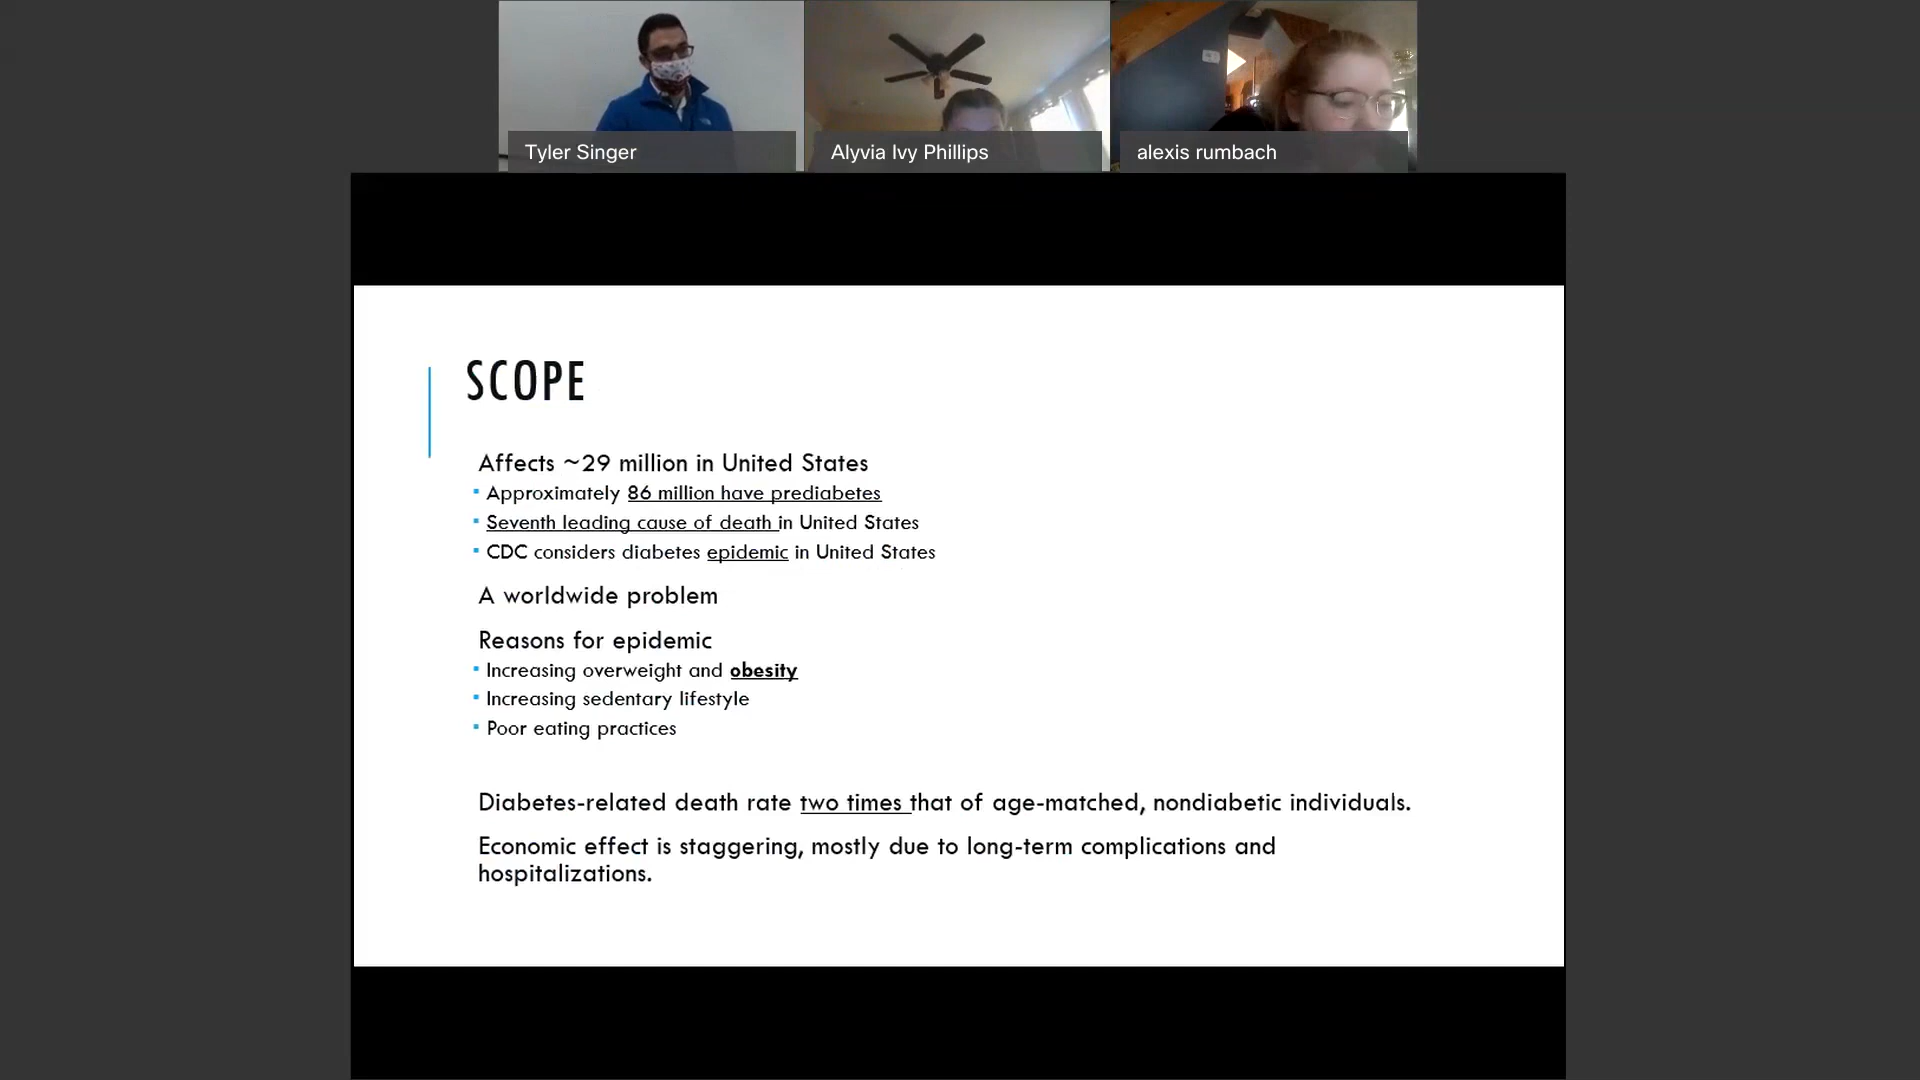 Tyler Singer
Alyvia Ivy Phillips
alexis rumbach
SCOPE
Affects ~29 million in United States
▪ Approximately 86 million have prediabetes
▪ Seventh leading cause of death in United States
▪ CDC considers diabetes epidemic in United States
A worldwide problem
Reasons for epidemic
▪ Increasing overweight and obesity
▪ Increasing sedentary lifestyle
▪ Poor eating practices
Diabetes-related death rate two times that of age-matched, nondiabetic individuals.
Economic effect is staggering, mostly due to long-term complications and
hospitalizations.